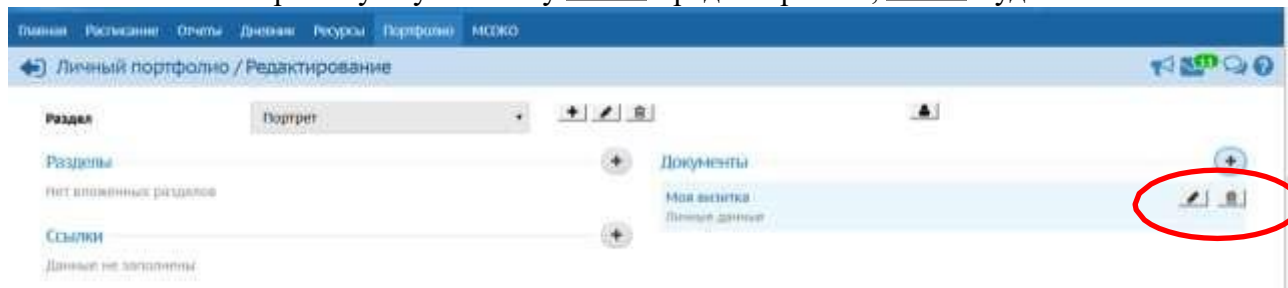 Главная Расписание Отчеты Дневник Ресурсы Портфолио МСОКО
Личный портфолио / Редактирование
11
Раздел Портрет
Разделы
Нет вложенных разделов
Документы
Моя визитка
Личные данные
Ссылки
Данные не заполнены